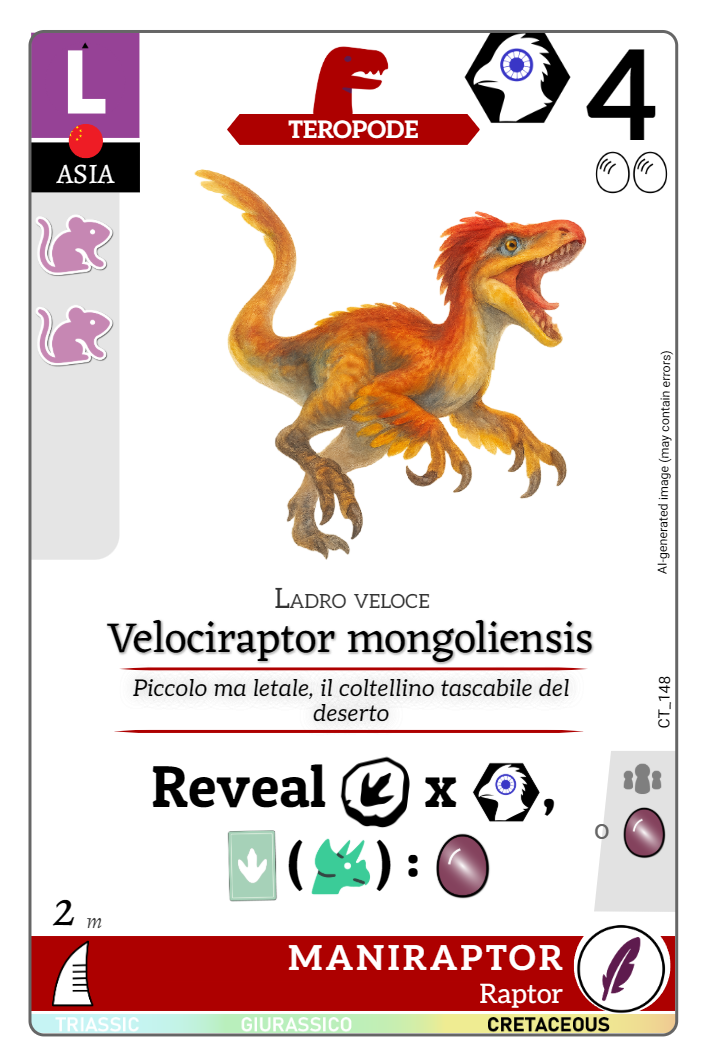 L
TEROPODE
4
ASIA
AI-generated image (may contain errors)
Ladro veloce
Velociraptor mongoliensis
Piccolo ma letale, il coltellino tascabile del
deserto
CT_148
Reveal x ,
( ) :
o
2 m
MANIRAPTOR
Raptor
TRIASSIC GIURASSICO CRETACEOUS